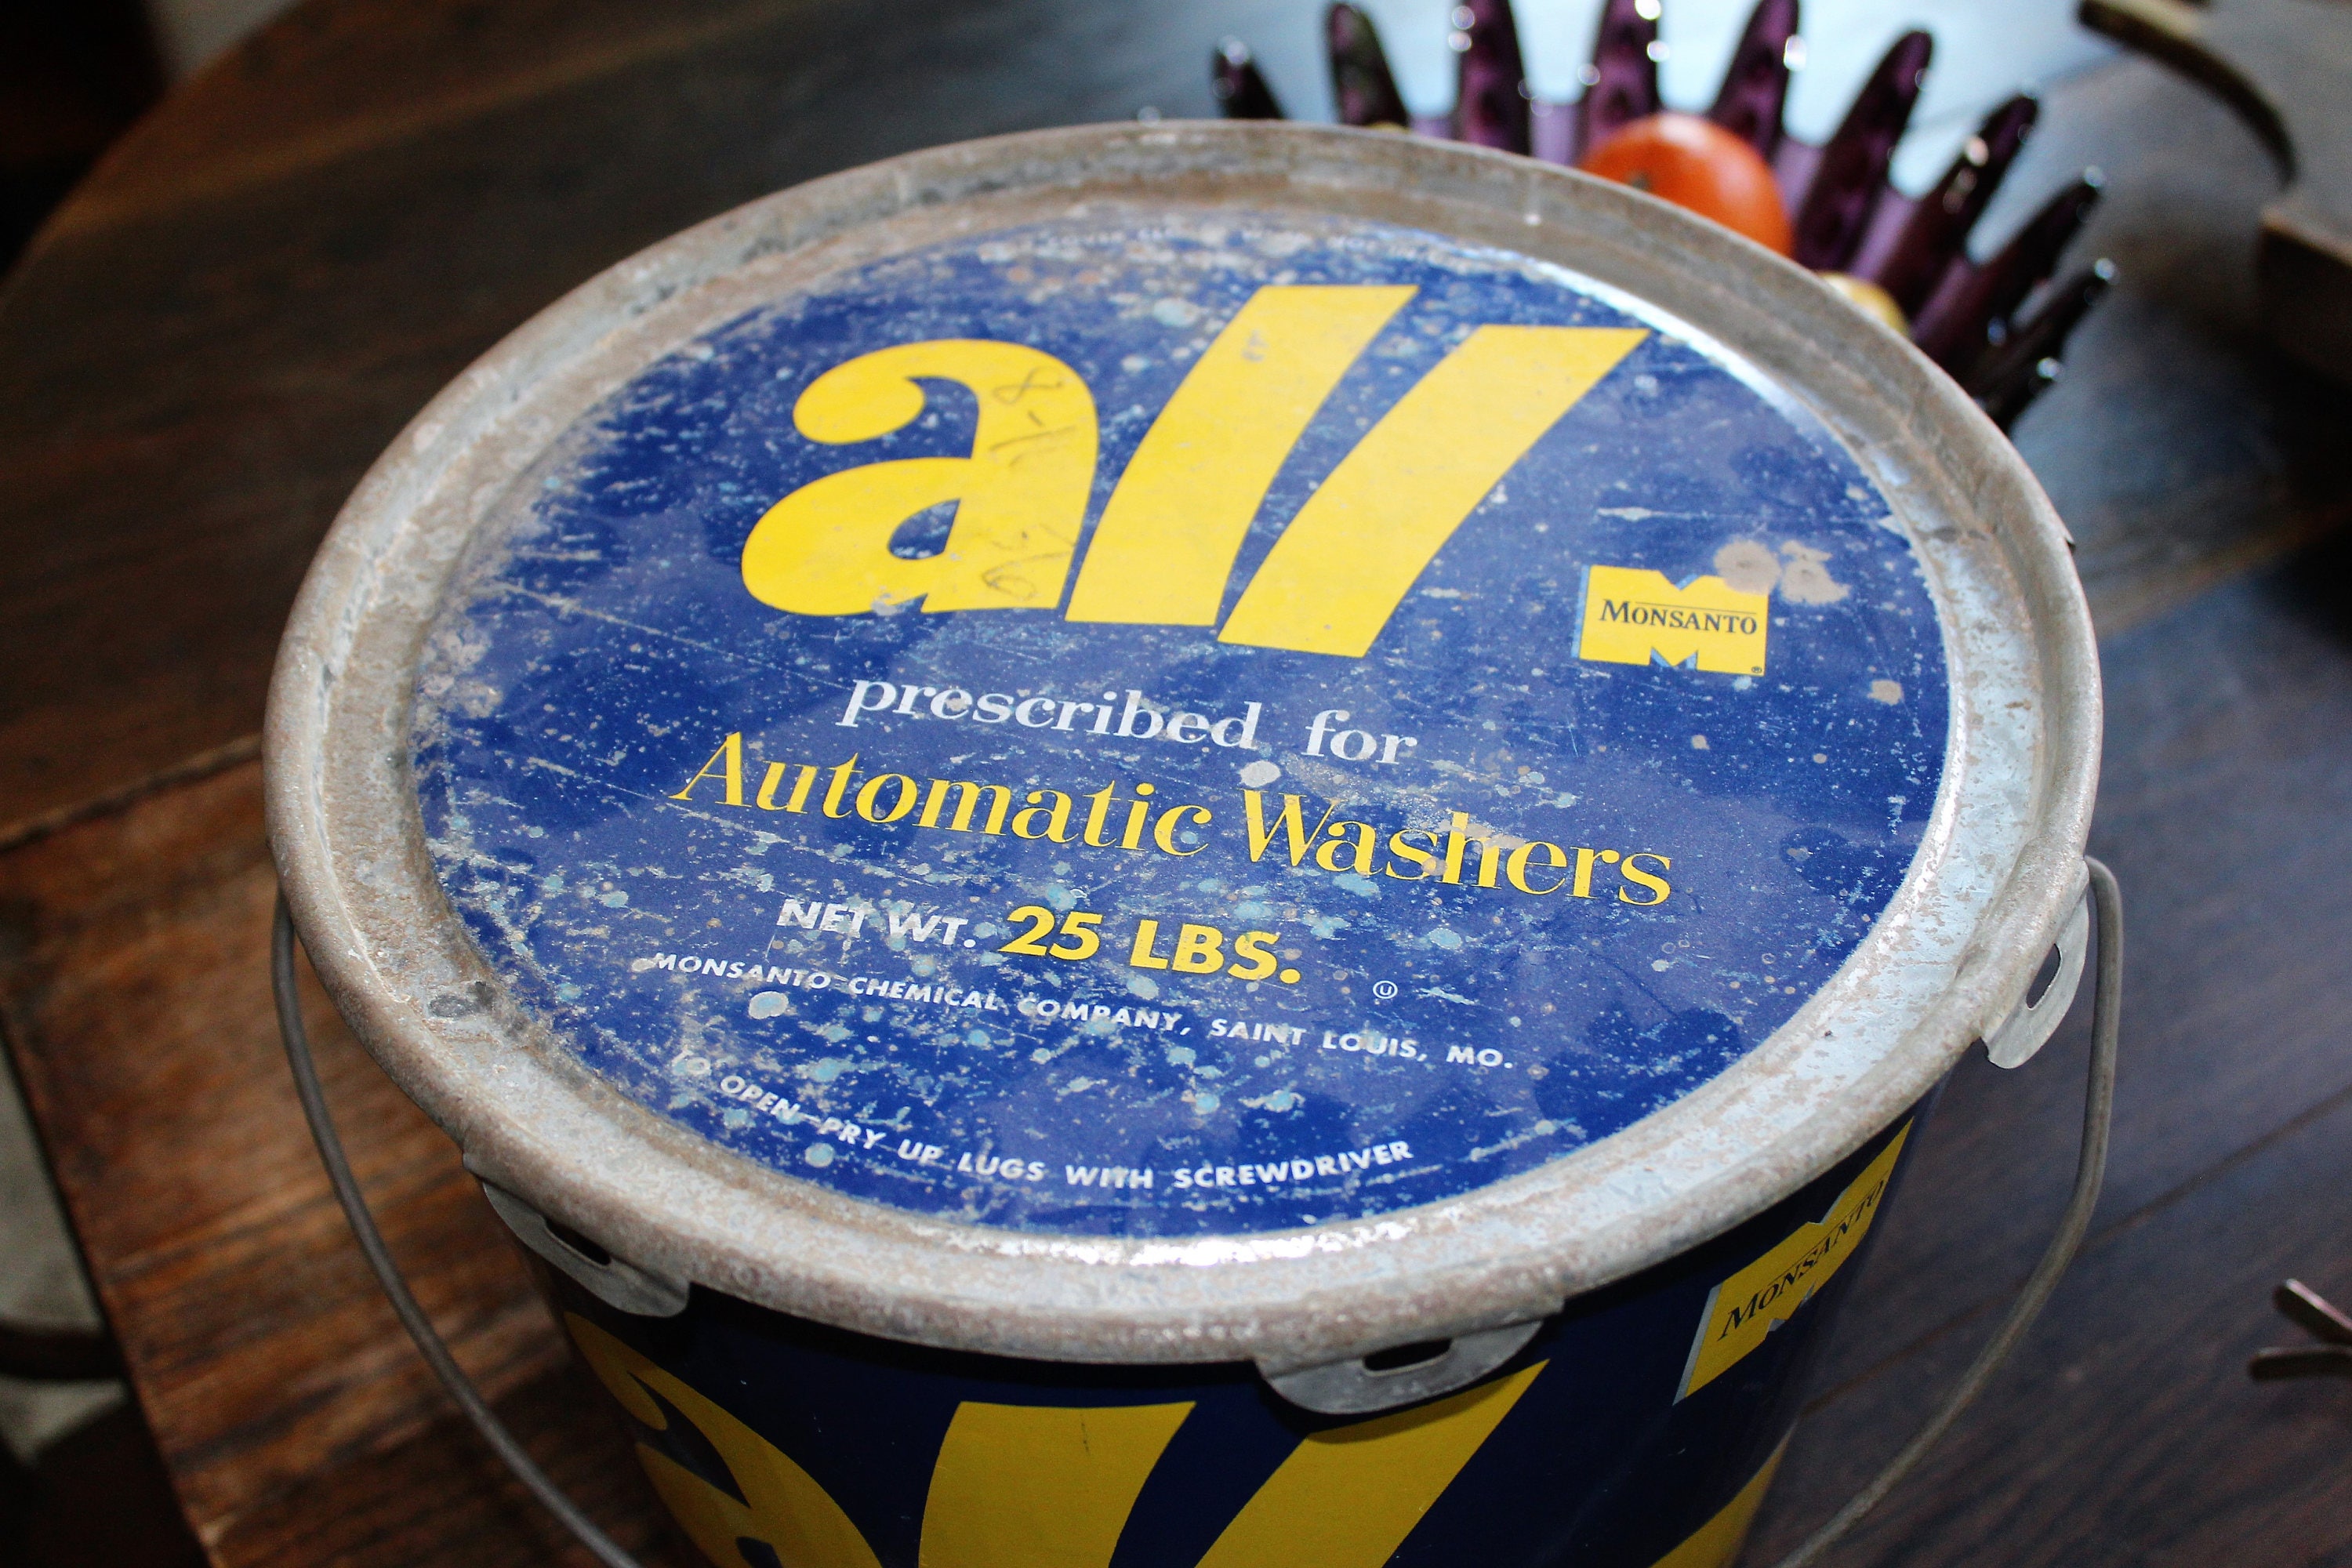 all
MONSANTO
prescribed for
Automatic Washers
NET WT. 25 LBS.
U
MONSANTO CHEMICAL COMPANY, SAINT LOUIS, MO.
TO OPEN—PRY UP LUGS WITH SCREWDRIVER
MONSANTO
all